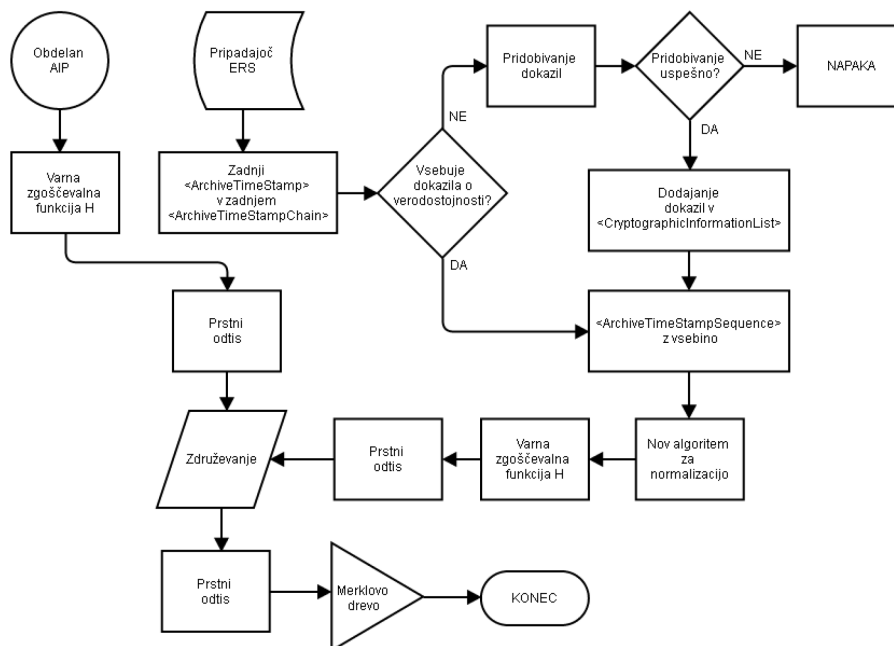 Obdelan
AIP
Pripadajoč
ERS
Pridobivanje
dokazil
Pridobivanje
uspešno?
NE
NAPAKA
NE
DA
Varna
zgoščevalna
funkcija H
Zadnji
<ArchiveTimeStamp>
v zadnjem
<ArchiveTimeStampChain>
Vsebuje
dokazila o
verodostojnosti?
Dodajanje
dokazil v
<CryptographicInformationList>
DA
Prstni
odtis
<ArchiveTimeStampSequence>
z vsebino
Združevanje
Prstni
odtis
Varna
zgoščevalna
funkcija H
Nov algoritem
za
normalizacijo
Prstni
odtis
Merklovo
drevo
KONEC